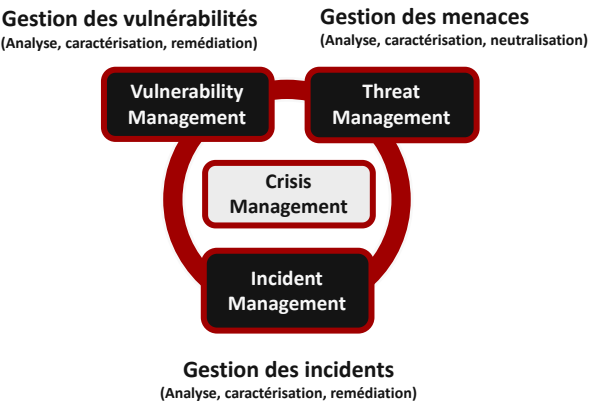 Gestion des vulnérabilités
(Analyse, caractérisation, remédiation)
Gestion des menaces
(Analyse, caractérisation, neutralisation)
Vulnerability
Management
Threat
Management
Crisis
Management
Incident
Management
Gestion des incidents
(Analyse, caractérisation, remédiation)